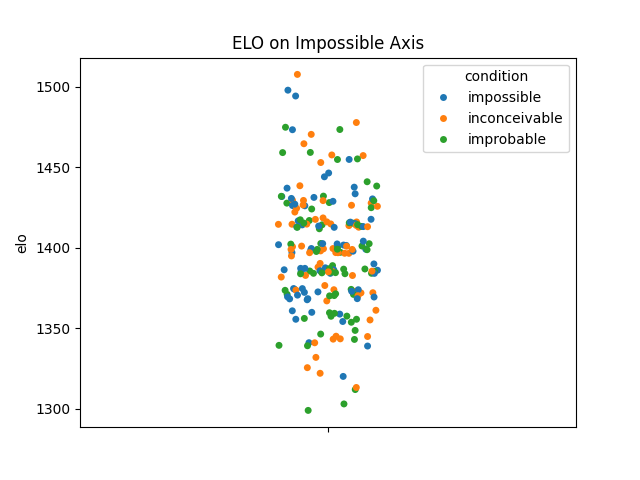 ELO on Impossible Axis
condition
impossible
inconceivable
improbable
1500
1450
1400
1350
1300
elo